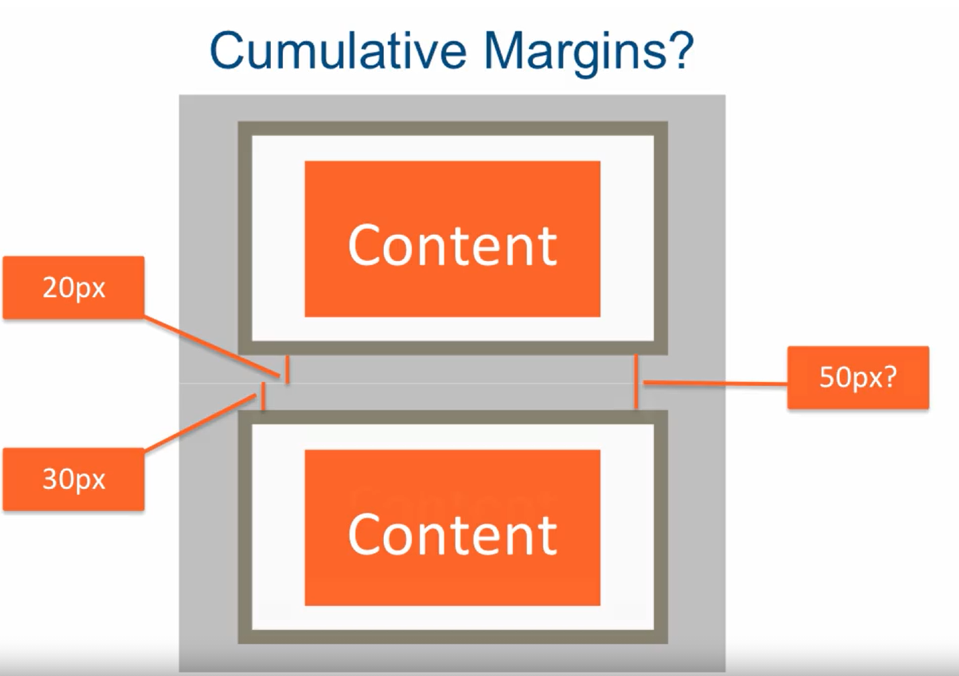 Cumulative Margins?
Content
20px
50px?
30px
Content